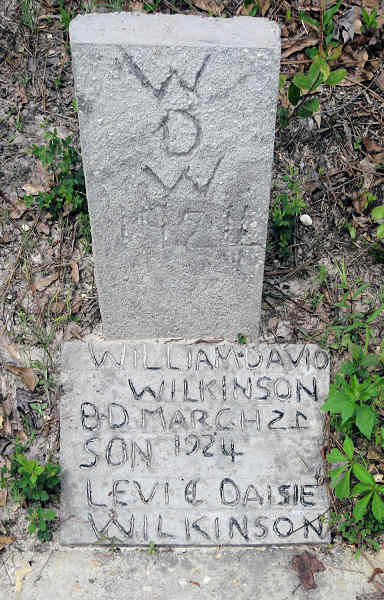 W
D
W
1924
WILLIAM·DAVID
WILKINSON
B-D MARCH 21
SON 1924
LEVI & DAISIE
WILKINSON